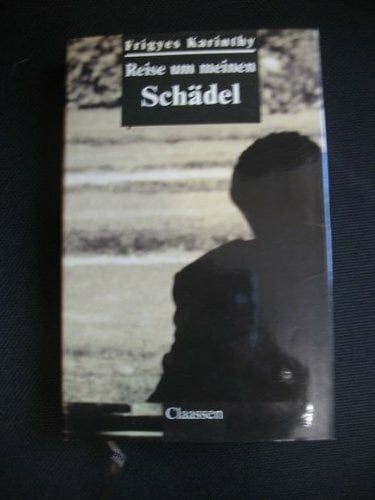 Frigyes Karinthy
Reise um meinen
Schädel
Claassen